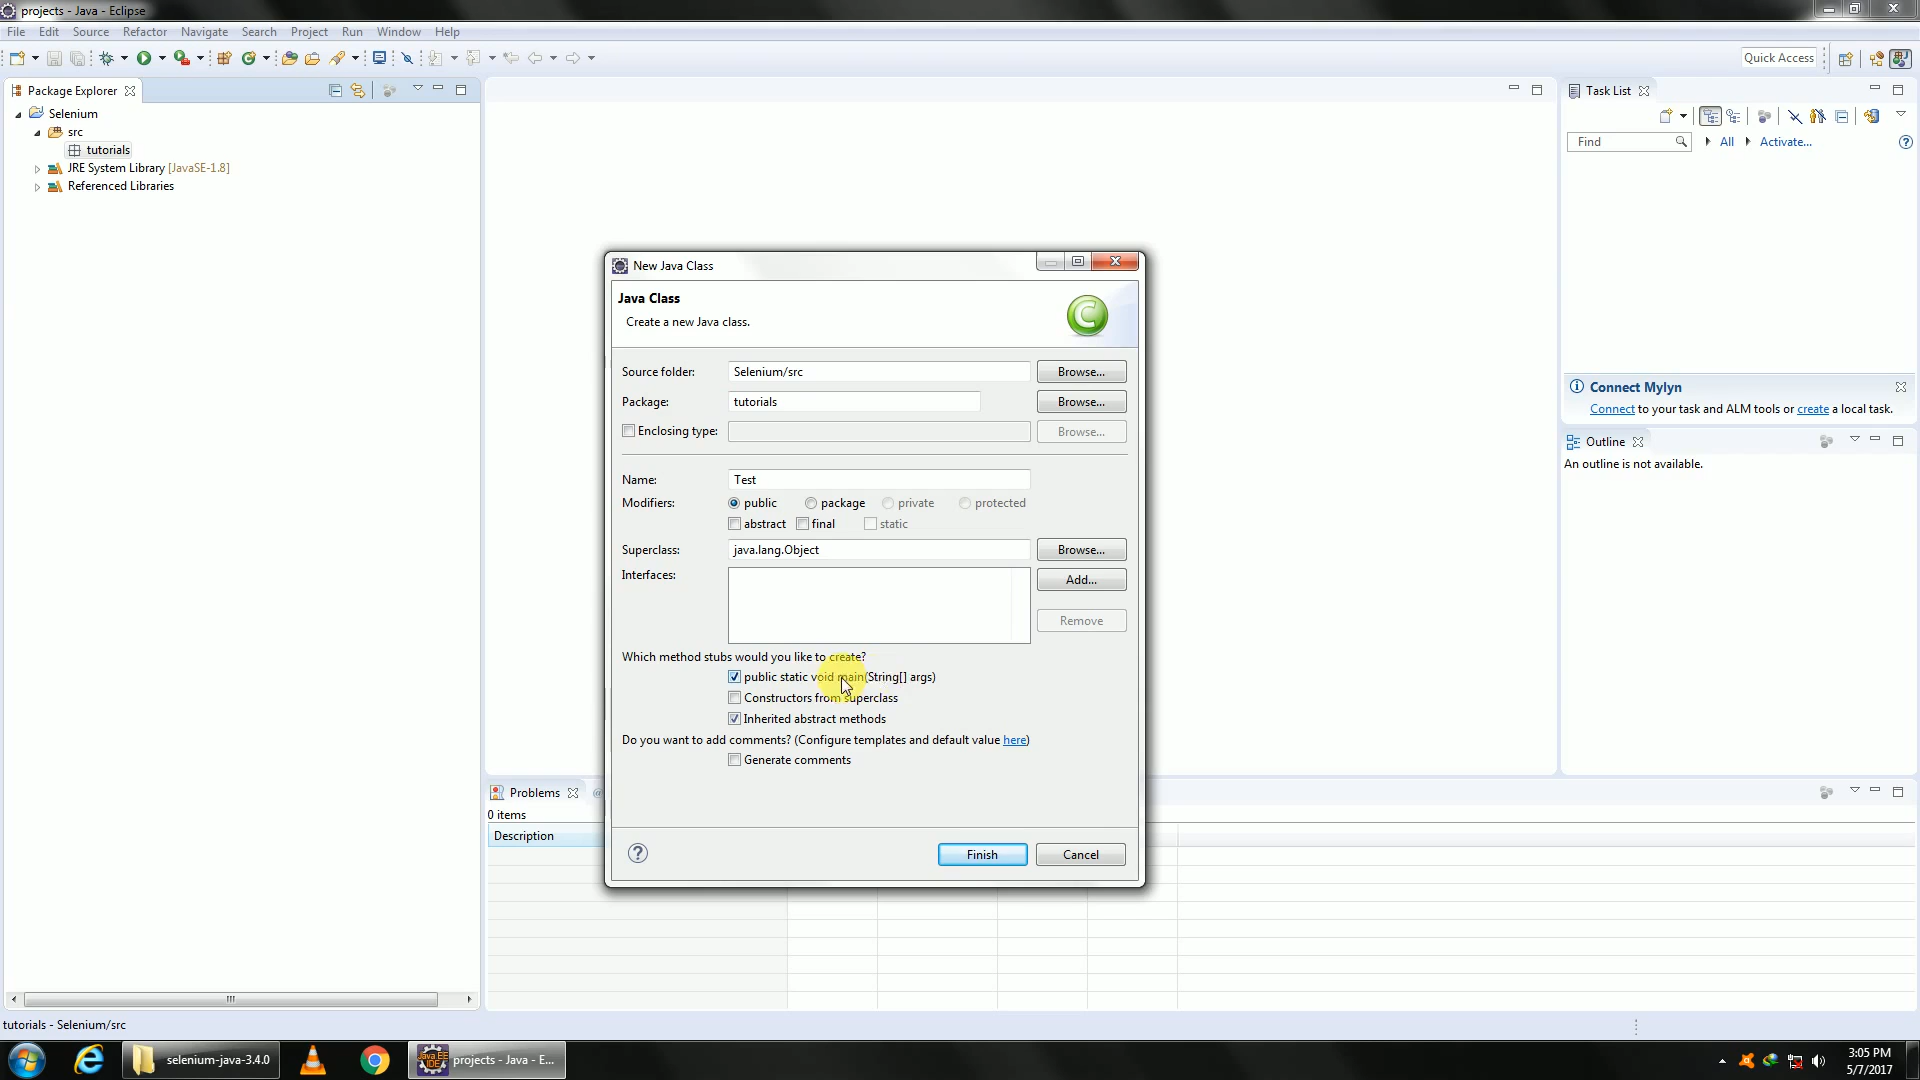 projects - Java - Eclipse
File Edit Source Refactor Navigate Search Project Run Window Help
Quick Access
Package Explorer
Selenium
src
tutorials
JRE System Library [JavaSE-1.8]
Referenced Libraries
New Java Class
Java Class
Create a new Java class.
Source folder: Selenium/src Browse...
Package: tutorials Browse...
Enclosing type: Browse...
Name: Test
Modifiers: public package private protected
abstract final static
Superclass: java.lang.Object Browse...
Interfaces: Add...
Remove
Which method stubs would you like to create?
public static void main(String[] args)
Constructors from superclass
Inherited abstract methods
Do you want to add comments? (Configure templates and default value here)
Generate comments
Finish Cancel
Task List
Find All Activate...
Connect Mylyn
Connect to your task and ALM tools or create a local task.
Outline
An outline is not available.
Problems @
0 items
Description
tutorials - Selenium/src
selenium-java-3.4.0
Java EE
IDE
projects - Java - E...
3:05 PM
5/7/2017